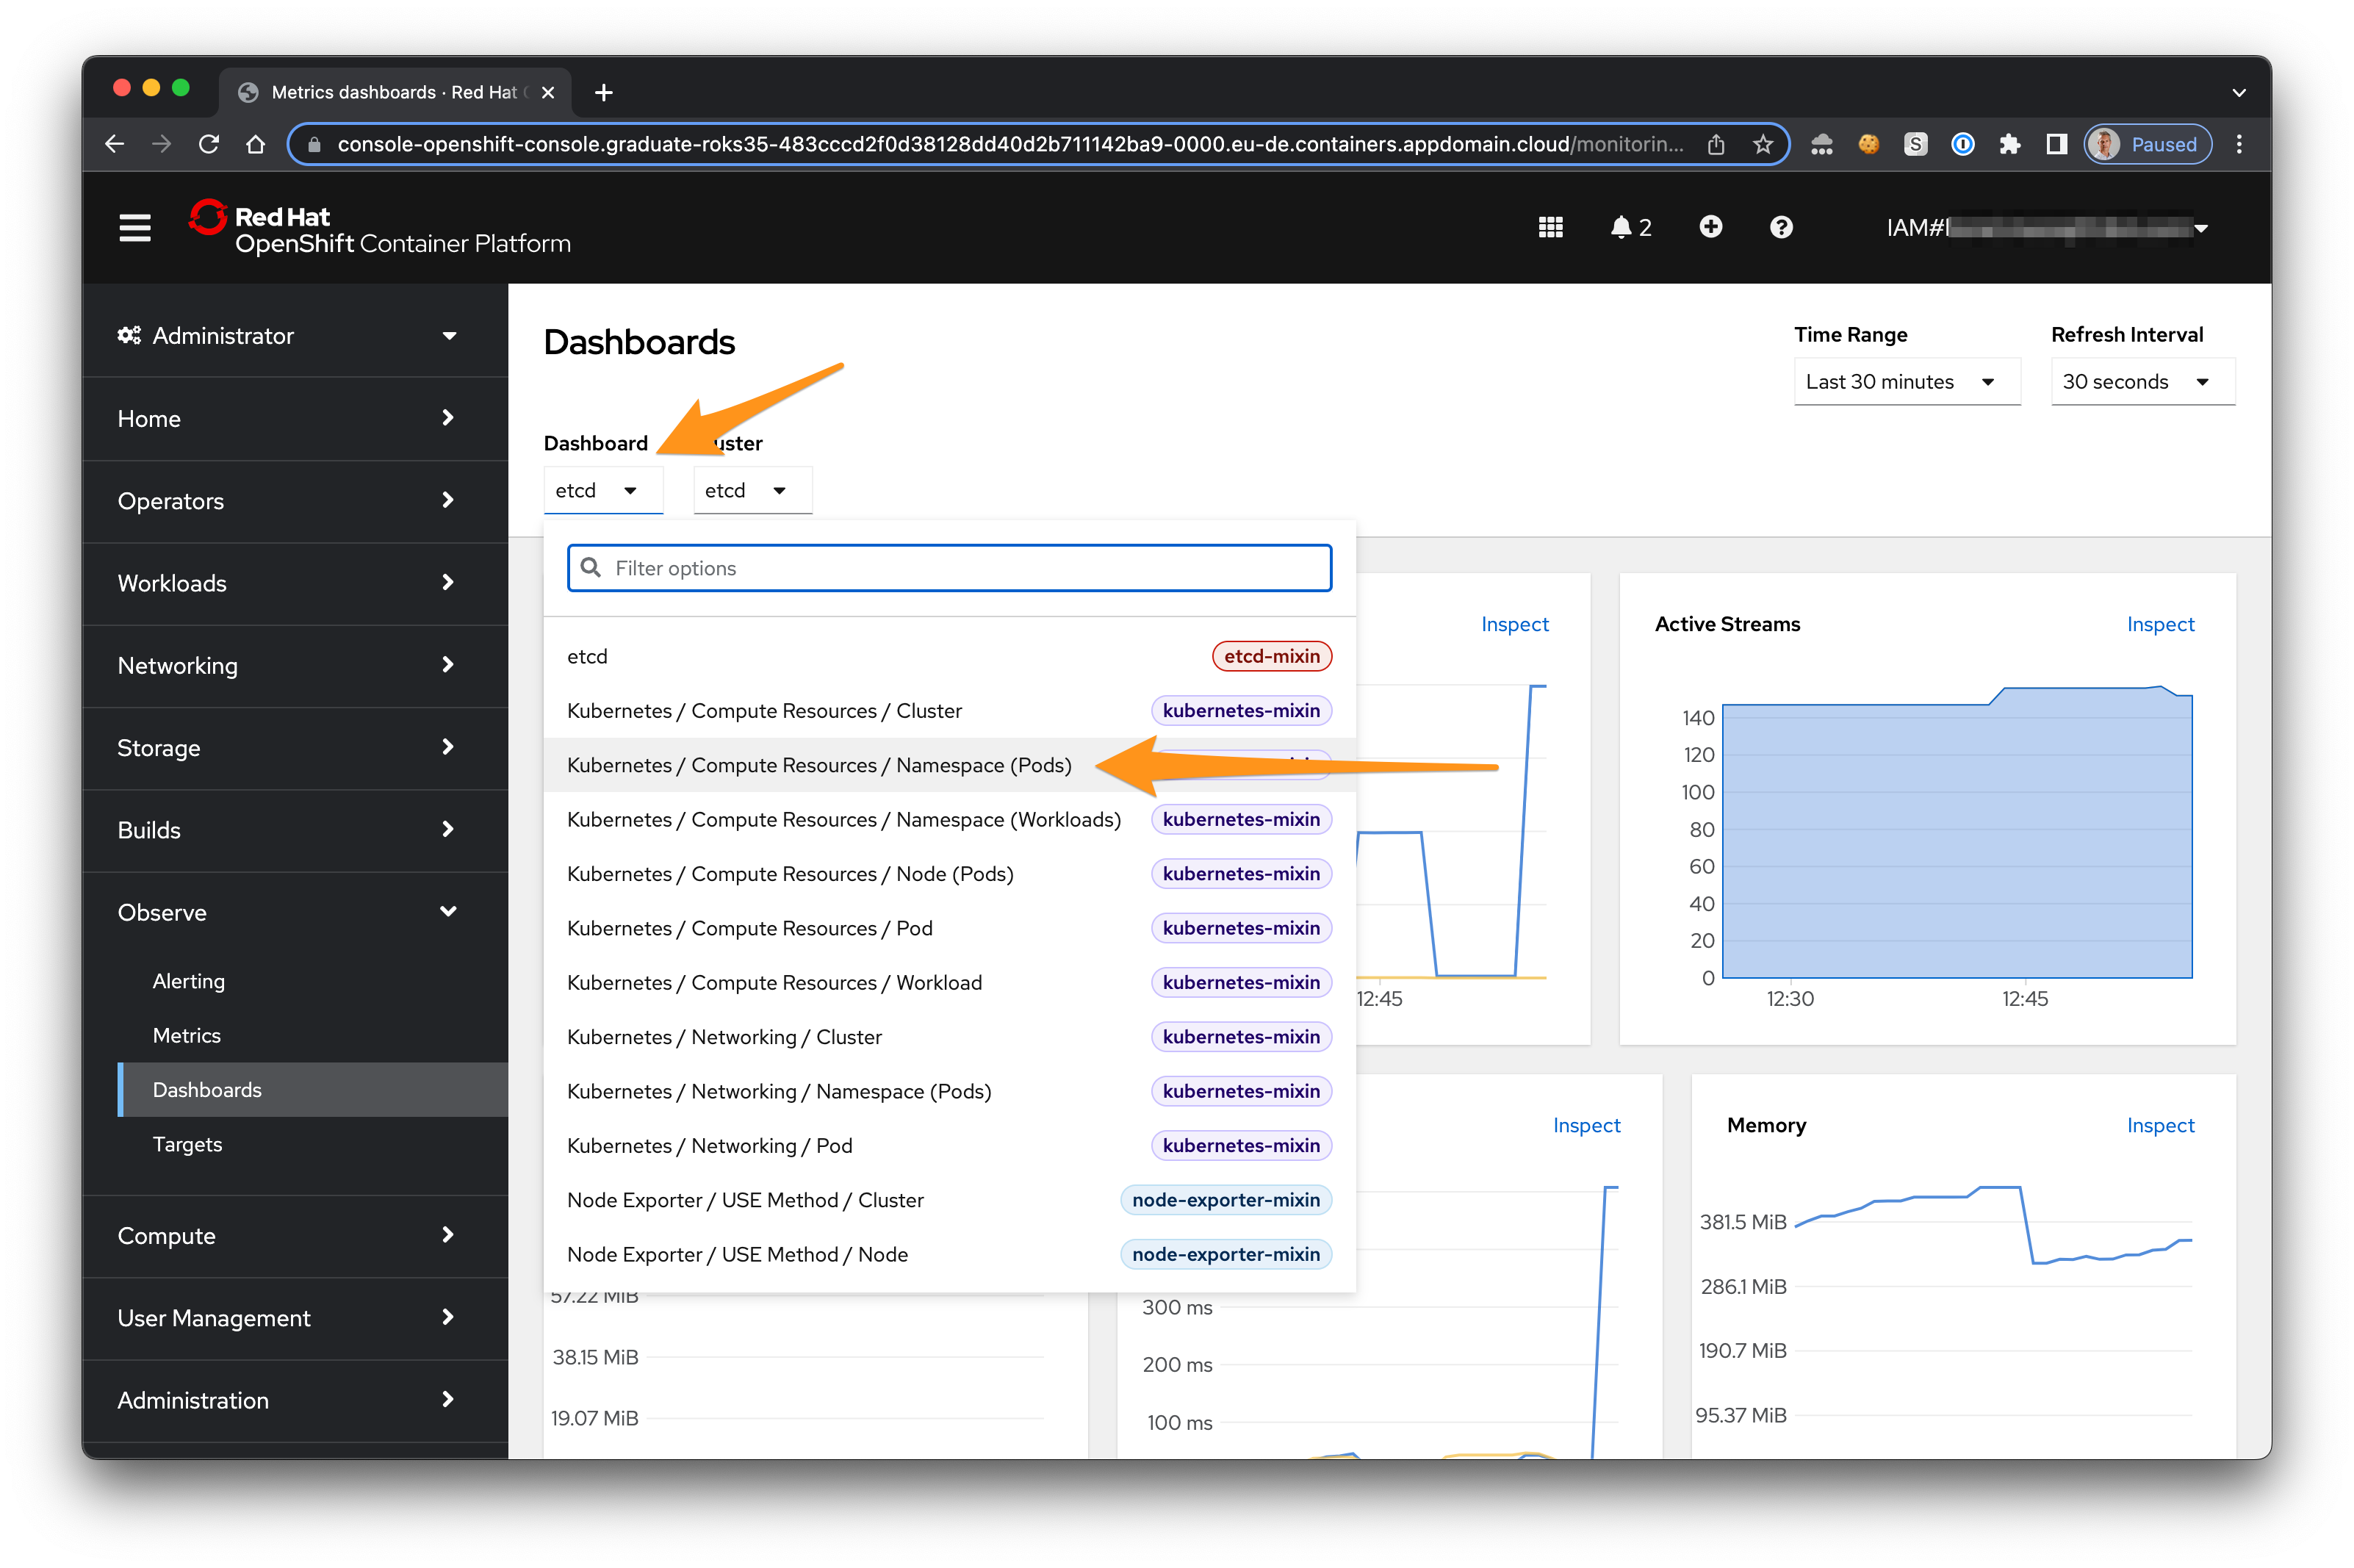 Metrics dashboards · Red Hat
console-openshift-console.graduate-roks35-483cccd2f0d38128dd40d2b711142ba9-0000.eu-de.containers.appdomain.cloud/monitorin...
S
Paused
Red Hat
OpenShift Container Platform
2
IAM#
Administrator
Home
Operators
Workloads
Networking
Storage
Builds
Observe
Alerting
Metrics
Dashboards
Targets
Compute
User Management
Administration
Dashboards
Time Range
Refresh Interval
Last 30 minutes
30 seconds
Dashboard
etcd
etcd
Filter options
etcd
etcd-mixin
Kubernetes / Compute Resources / Cluster
kubernetes-mixin
Kubernetes / Compute Resources / Namespace (Pods)
Kubernetes / Compute Resources / Namespace (Workloads)
kubernetes-mixin
Kubernetes / Compute Resources / Node (Pods)
kubernetes-mixin
Kubernetes / Compute Resources / Pod
kubernetes-mixin
Kubernetes / Compute Resources / Workload
kubernetes-mixin
Kubernetes / Networking / Cluster
kubernetes-mixin
Kubernetes / Networking / Namespace (Pods)
kubernetes-mixin
Kubernetes / Networking / Pod
kubernetes-mixin
Node Exporter / USE Method / Cluster
node-exporter-mixin
Node Exporter / USE Method / Node
node-exporter-mixin
Inspect
12:45
Active Streams
Inspect
140
120
100
80
60
40
20
0
12:30
12:45
57.22 MiB
38.15 MiB
19.07 MiB
Inspect
300 ms
200 ms
100 ms
Memory
Inspect
381.5 MiB
286.1 MiB
190.7 MiB
95.37 MiB